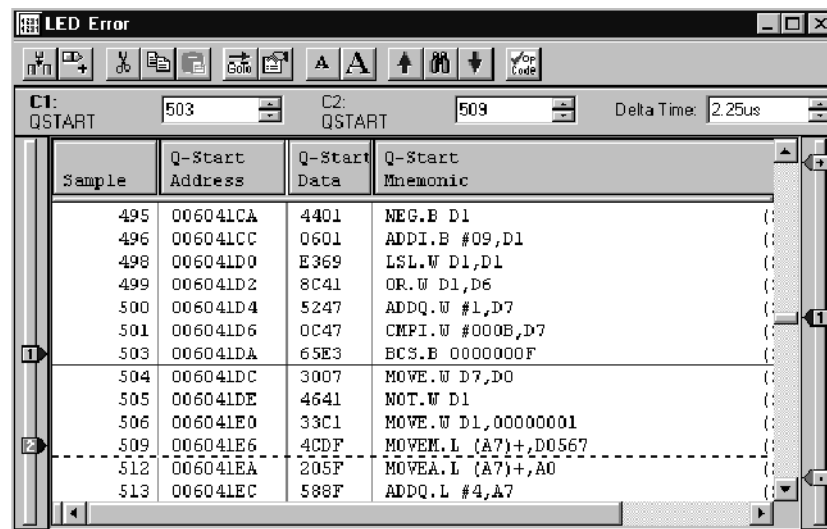 LED Error
Goto A A Op Code
C1: QSTART 503 C2: QSTART 509 Delta Time: 2.25us
Sample Q-Start Address Q-Start Data Q-Start Mnemonic
495 006041CA 4401 NEG.B D1
496 006041CC 0601 ADDI.B #09,D1
498 006041D0 E369 LSL.W D1,D1
499 006041D2 8C41 OR.W D1,D6
500 006041D4 5247 ADDQ.W #1,D7
501 006041D6 0C47 CMPI.W #000B,D7
1 503 006041DA 65E3 BCS.B 0000000F
504 006041DC 3007 MOVE.W D7,D0
505 006041DE 4641 NOT.W D1
506 006041E0 33C1 MOVE.W D1,00000001
2 509 006041E6 4CDF MOVEM.L (A7)+,D0567
512 006041EA 205F MOVEA.L (A7)+,A0
513 006041EC 588F ADDQ.L #4,A7
1